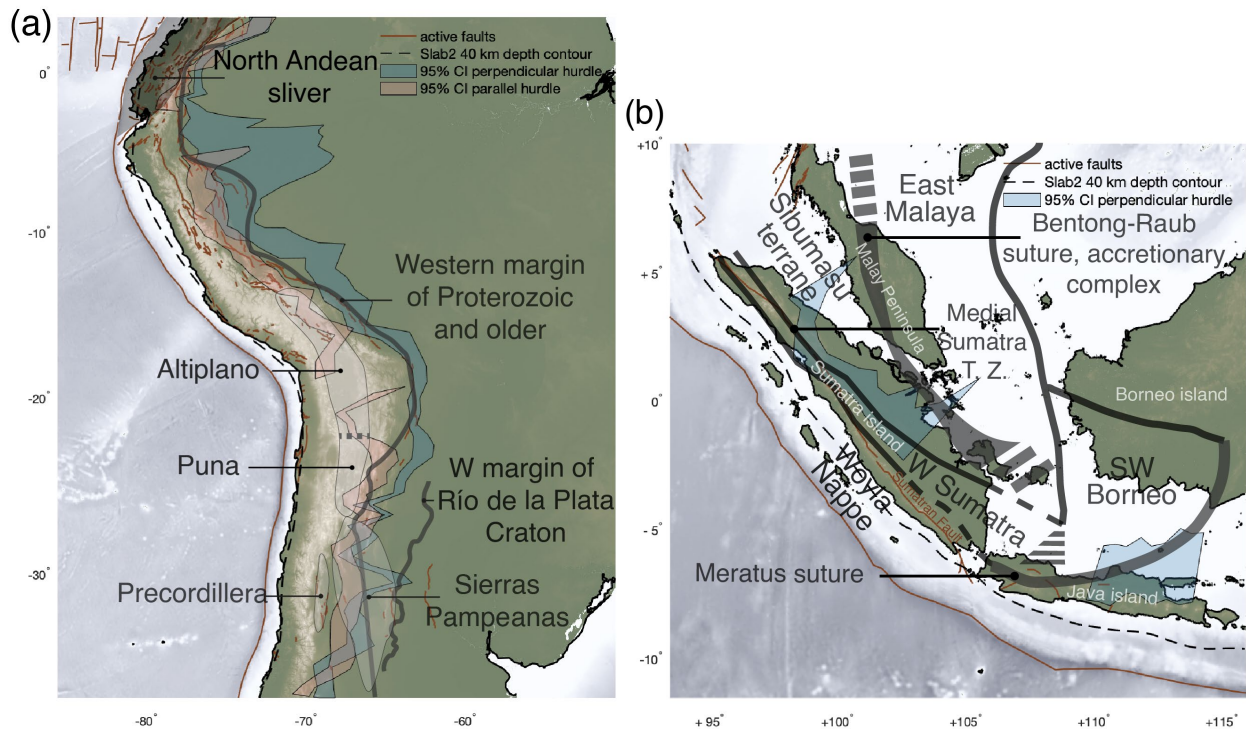 (a)
active faults
Slab2 40 km depth contour
95% CI perpendicular hurdle
95% CI parallel hurdle
North Andean
sliver
Western margin
of Proterozoic
and older
Altiplano
Puna
W margin of
Río de la Plata
Craton
Precordillera
Sierras
Pampeanas
0°
-10°
-20°
-30°
-80°
-70°
-60°
(b)
active faults
Slab2 40 km depth contour
95% CI perpendicular hurdle
East
Malaya
Sibumasu
terrane
Bentong-Raub
suture, accretionary
complex
Malay Peninsula
Medial
Sumatra
T. Z.
Sumatra island
Borneo island
SW
Borneo
Woyla
Nappe
W Sumatra
Sumatran Fault
Meratus suture
Java island
+10°
+ 5°
0°
- 5°
-10°
+ 95°
+100°
+105°
+110°
+115°